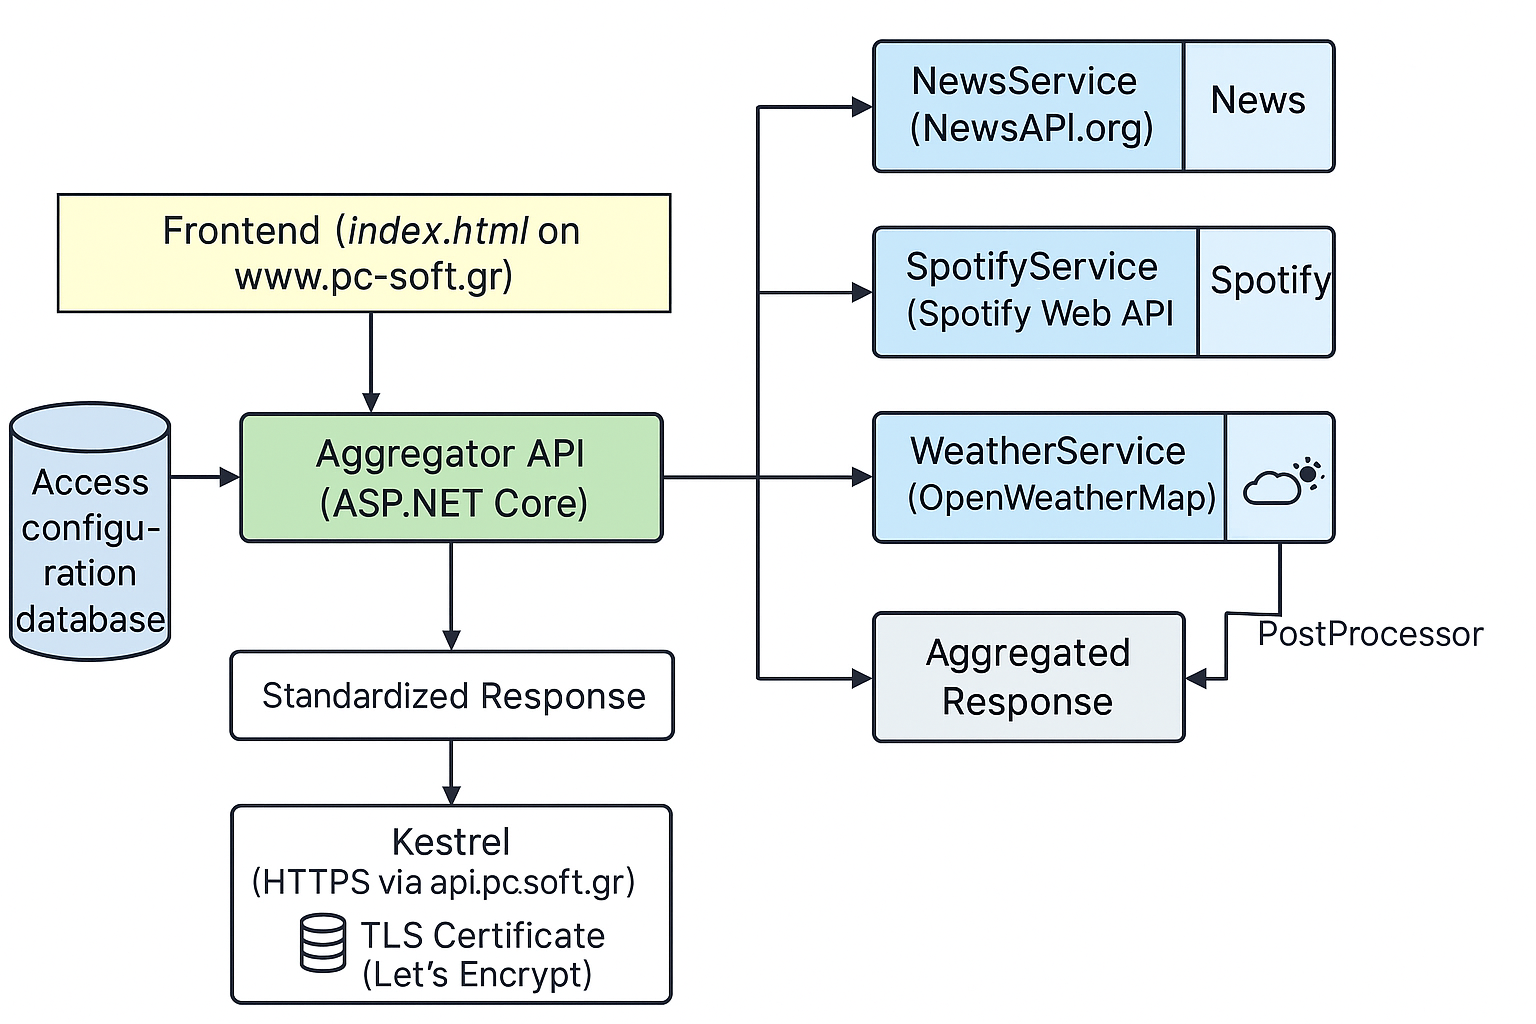 NewsService
(NewsAPI.org)
News
Frontend (index.html on
www.pc-soft.gr)
SpotifyService
(Spotify Web API
Spotify
Access
configu-
ration
database
Aggregator API
(ASP.NET Core)
WeatherService
(OpenWeatherMap)
PostProcessor
Aggregated
Response
Standardized Response
Kestrel
(HTTPS via api.pc.soft.gr)
TLS Certificate
(Let's Encrypt)